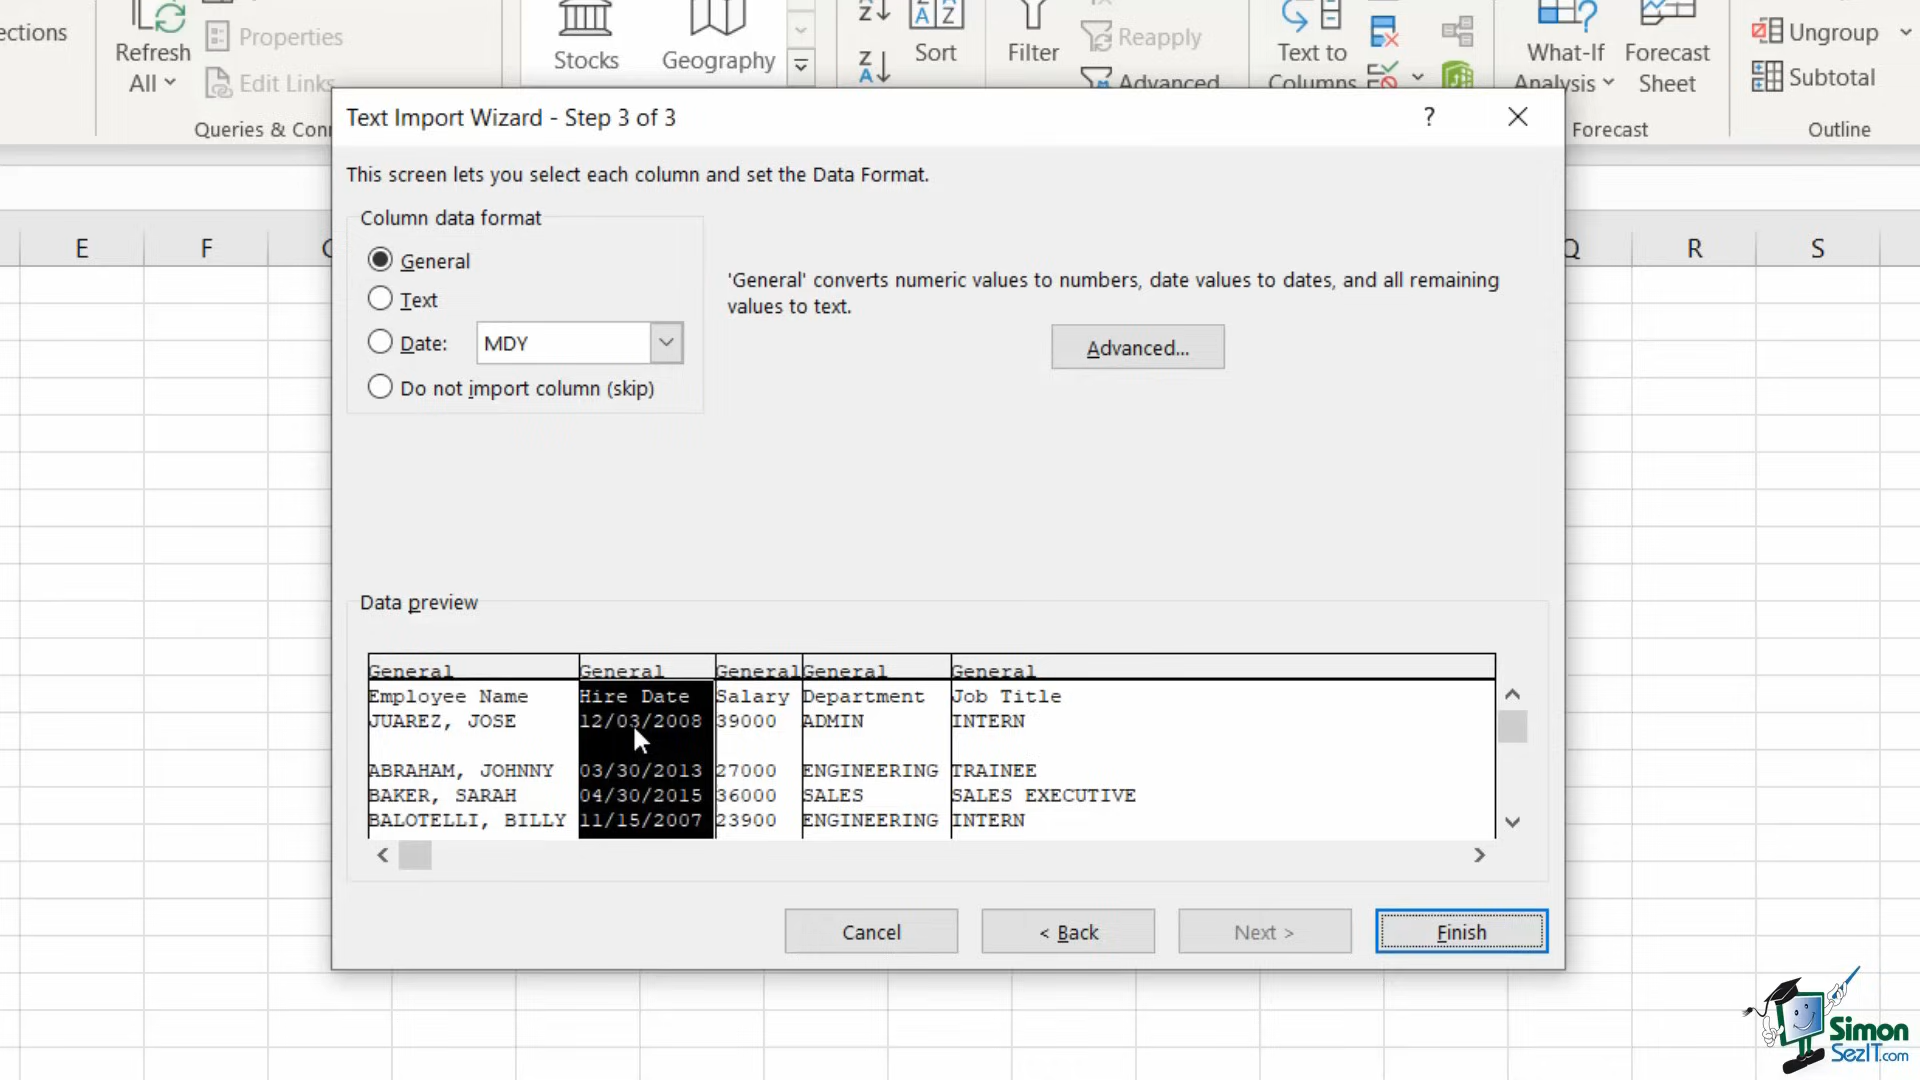 ections
Refresh
All
Properties
Edit Links
Queries & Con
Stocks
Geography
Sort
Filter
Reapply
Advanced
Text to
Columns
What-If
Analysis
Forecast
Sheet
Forecast
Ungroup
Subtotal
Outline
Text Import Wizard - Step 3 of 3
?
This screen lets you select each column and set the Data Format.
Column data format
General
Text
Date: MDY
Do not import column (skip)
'General' converts numeric values to numbers, date values to dates, and all remaining
values to text.
Advanced...
E F Q R S
Data preview
General General General General General
Employee Name Hire Date Salary Department Job Title
JUAREZ, JOSE 12/03/2008 39000 ADMIN INTERN
ABRAHAM, JOHNNY 03/30/2013 27000 ENGINEERING TRAINEE
BAKER, SARAH 04/30/2015 36000 SALES SALES EXECUTIVE
BALOTELLI, BILLY 11/15/2007 23900 ENGINEERING INTERN
Cancel < Back Next > Finish
Simon
SezIT.com